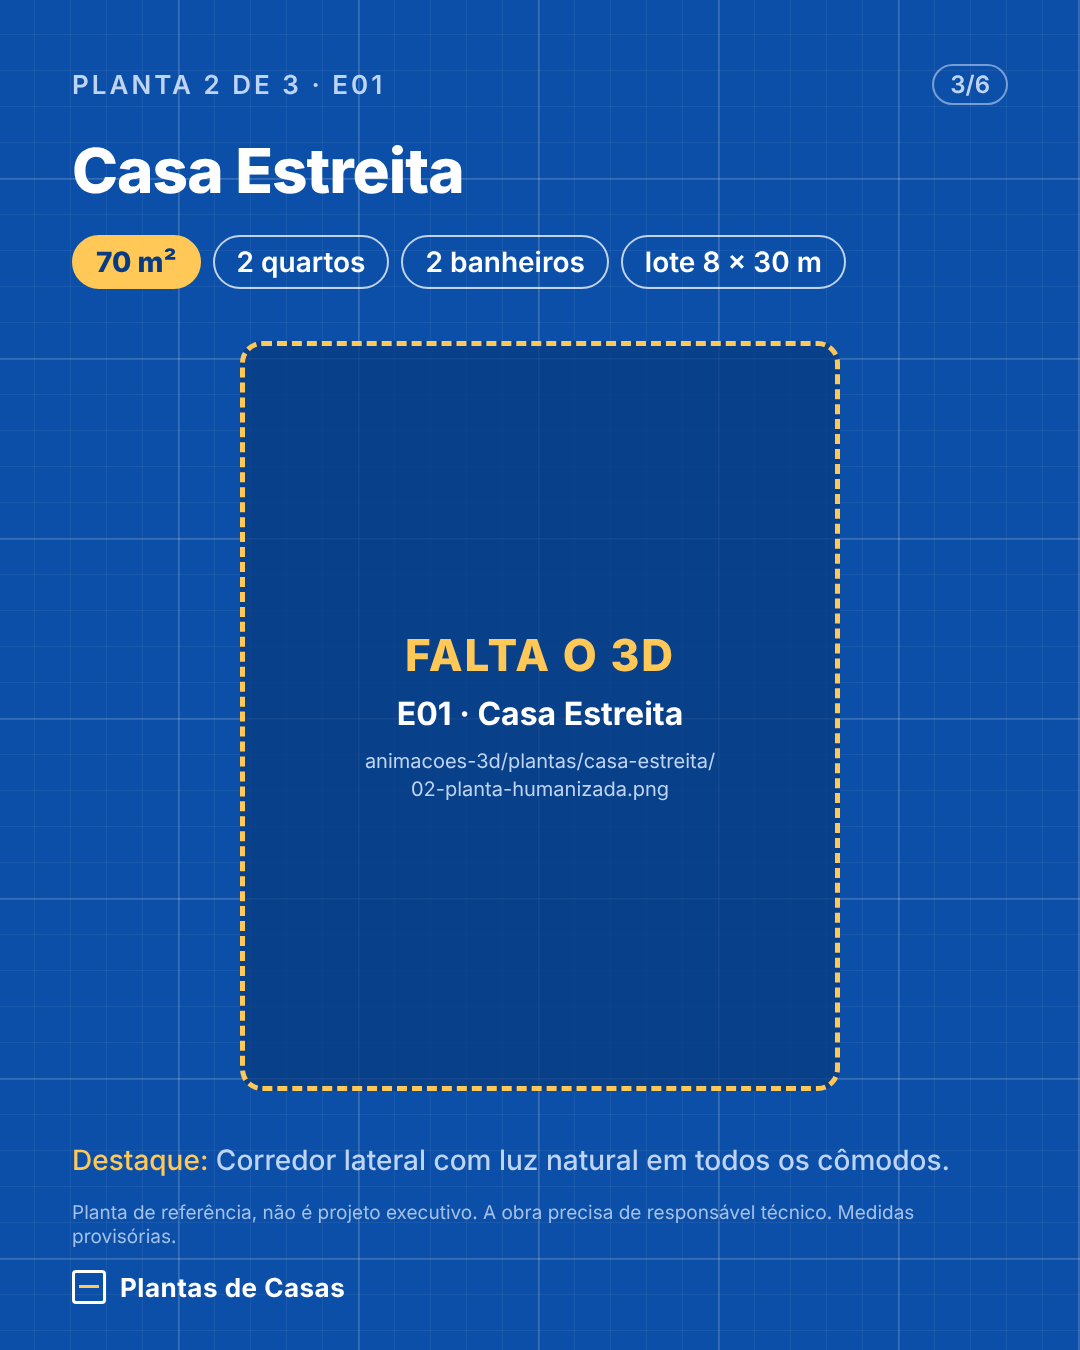 PLANTA 2 DE 3 · E01
3/6
Casa Estreita
70 m²
2 quartos
2 banheiros
lote 8 × 30 m
FALTA O 3D
E01 · Casa Estreita
animacoes-3d/plantas/casa-estreita/
02-planta-humanizada.png
Destaque: Corredor lateral com luz natural em todos os cômodos.
Planta de referência, não é projeto executivo. A obra precisa de responsável técnico. Medidas
provisórias.
Plantas de Casas